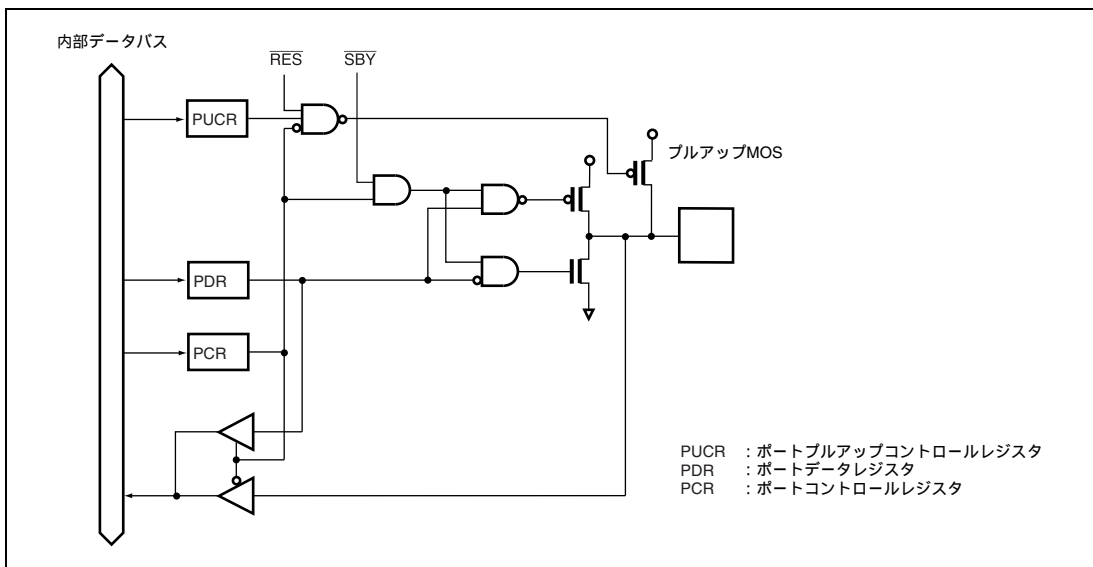 内部データバス
RES
SBY
PUCR
プルアップMOS
PDR
PCR
PUCR :ポートプルアップコントロールレジスタ
PDR :ポートデータレジスタ
PCR :ポートコントロールレジスタ